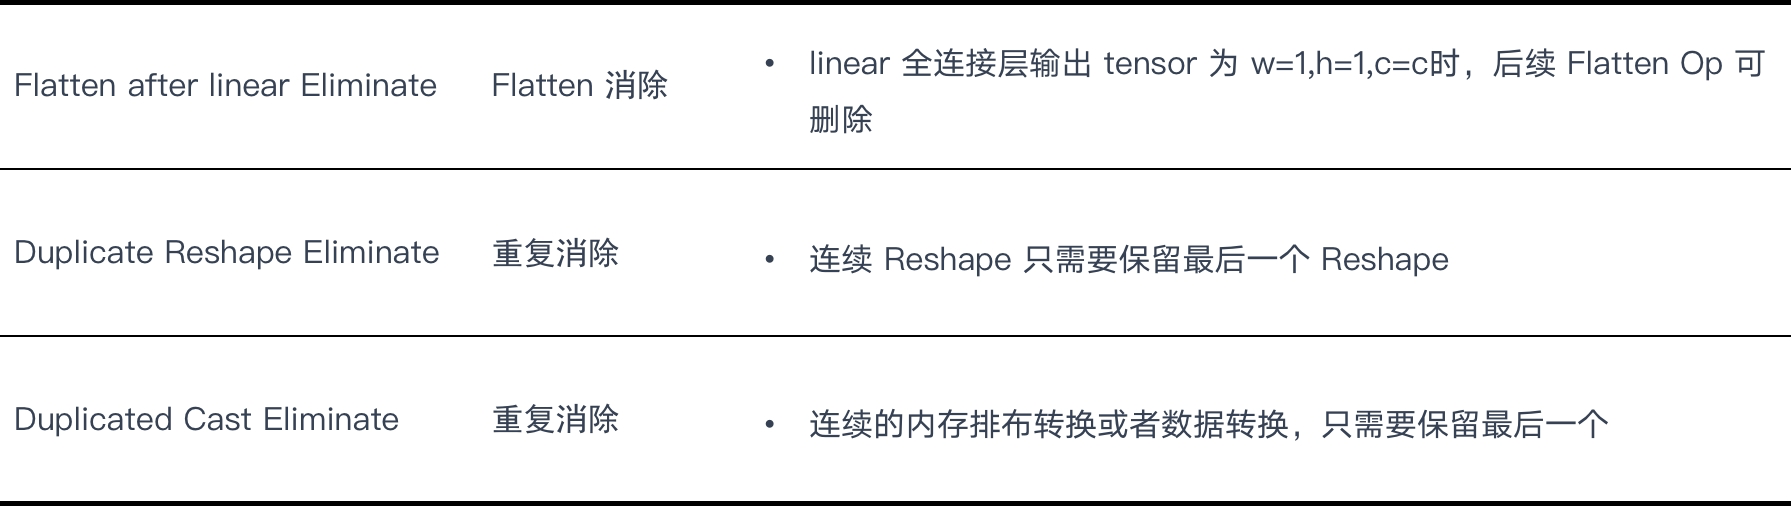 Flatten after linear Eliminate
Flatten 消除
• linear 全连接层输出 tensor 为 w=1,h=1,c=c时，后续 Flatten Op 可
删除
Duplicate Reshape Eliminate
重复消除
• 连续 Reshape 只需要保留最后一个 Reshape
Duplicated Cast Eliminate
重复消除
• 连续的内存排布转换或者数据转换，只需要保留最后一个